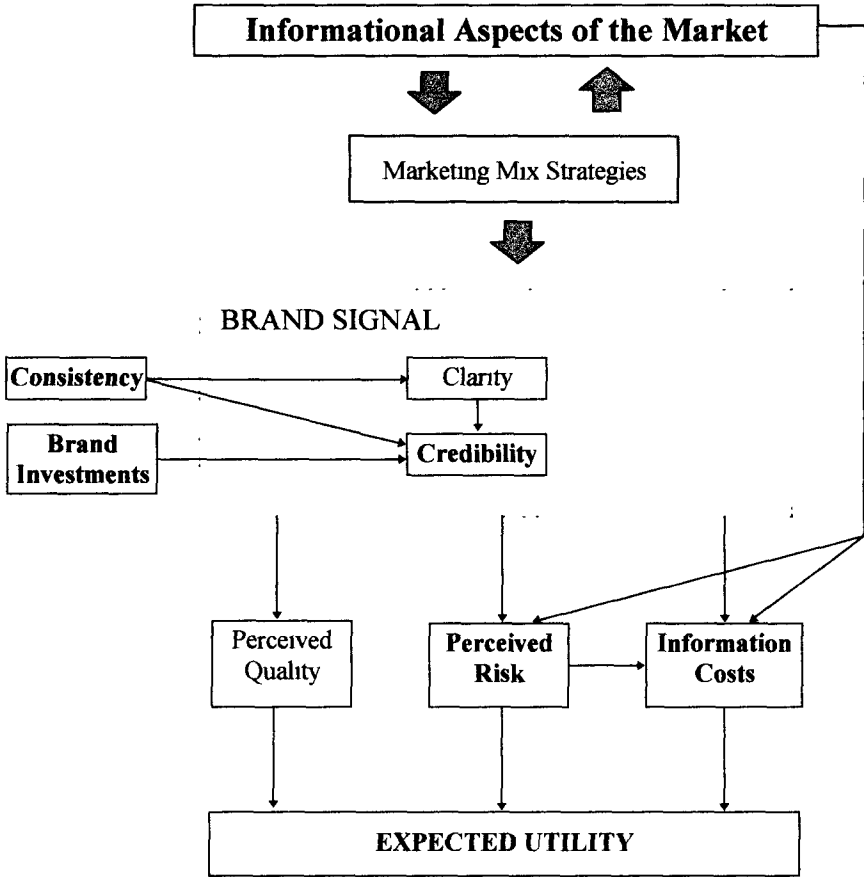 Informational Aspects of the Market
Marketing Mix Strategies
BRAND SIGNAL
Consistency
Clarity
Brand
Investments
Credibility
Perceived
Quality
Perceived
Risk
Information
Costs
EXPECTED UTILITY